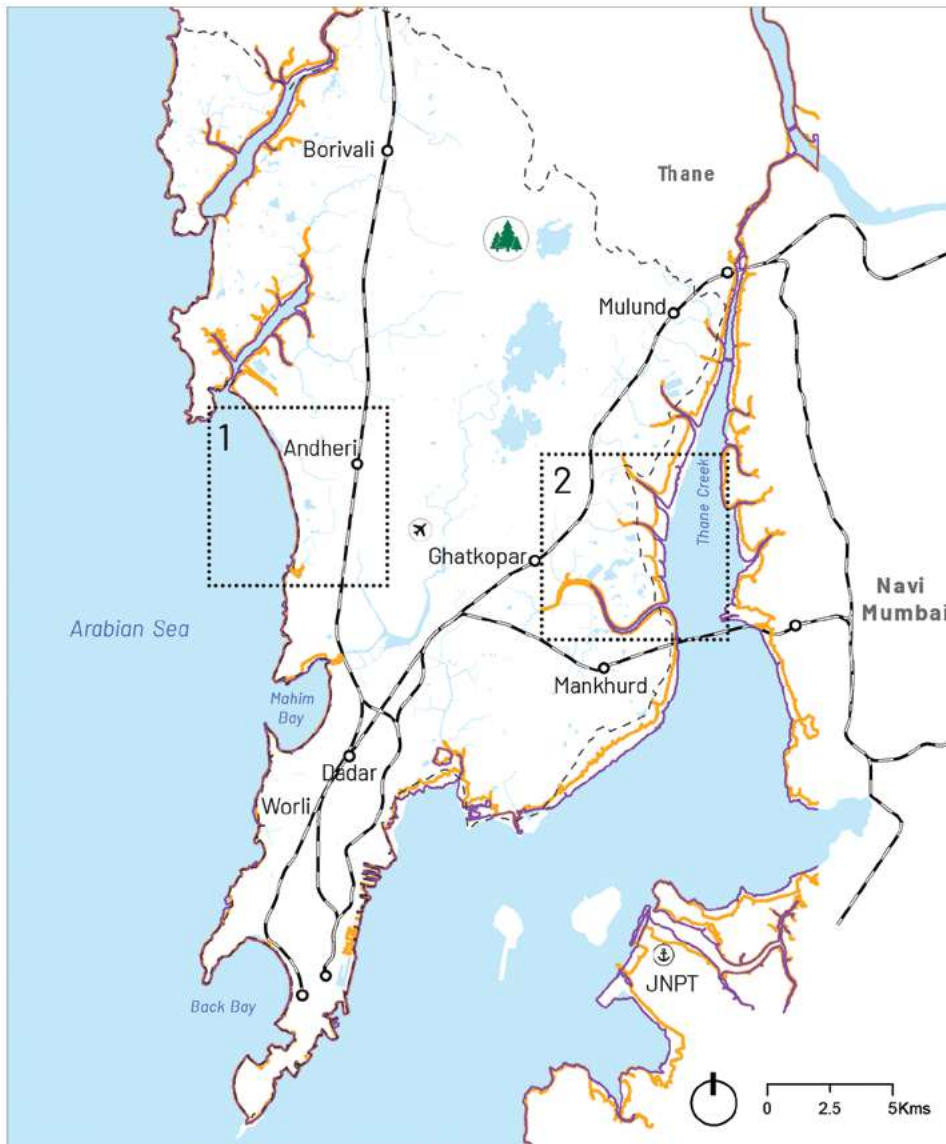 Borivali
Thane
Mulund
1
Andheri
2
Thane Creek
Ghatkopar
Navi
Mumbai
Arabian Sea
Mankhurd
Mahim
Bay
Dadar
Worli
JNPT
Back Bay
0 2.5 5Kms